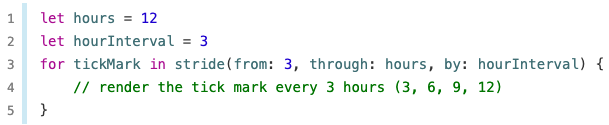 1 let hours = 12
2 let hourInterval = 3
3 for tickMark in stride(from: 3, through: hours, by: hourInterval) {
4     // render the tick mark every 3 hours (3, 6, 9, 12)
5 }